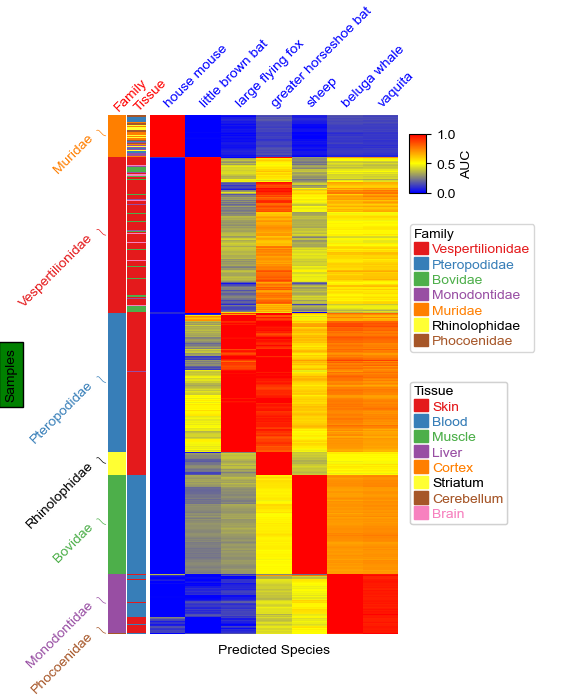 Family
Tissue
house mouse
little brown bat
large flying fox
greater horseshoe bat
sheep
beluga whale
vaquita
Muridae
Vespertilionidae
Pteropodidae
Rhinolophidae
Bovidae
Monodontidae
Phocoenidae
Samples
Predicted Species
1.0
0.5
0.0
AUC
Family
Vespertilionidae
Pteropodidae
Bovidae
Monodontidae
Muridae
Rhinolophidae
Phocoenidae
Tissue
Skin
Blood
Muscle
Liver
Cortex
Striatum
Cerebellum
Brain